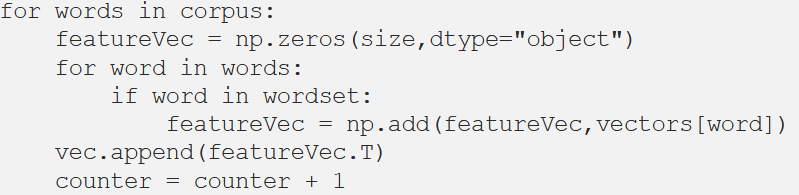 for words in corpus:
    featureVec = np.zeros(size,dtype="object")
    for word in words:
        if word in wordset:
            featureVec = np.add(featureVec,vectors[word])
    vec.append(featureVec.T)
    counter = counter + 1